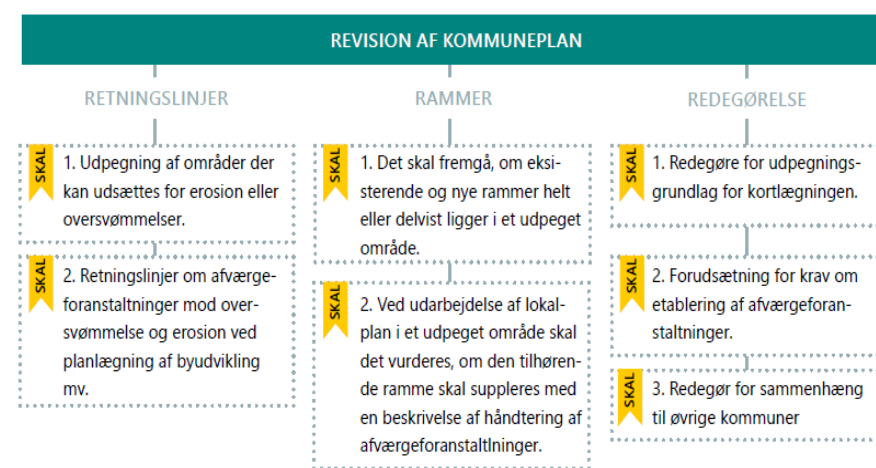 REVISION AF KOMMUNEPLAN
RETNINGSLINJER
SKAL
1. Udpegning af områder der
kan udsættes for erosion eller
oversvømmelser.
SKAL
2. Retningslinjer om afværge-
foranstaltninger mod over-
svømmelse og erosion ved
planlægning af byudvikling
mv.
RAMMER
SKAL
1. Det skal fremgå, om eksi-
sterende og nye rammer helt
eller delvist ligger i et udpeget
område.
SKAL
2. Ved udarbejdelse af lokal-
plan i et udpeget område skal
det vurderes, om den tilhøren-
de ramme skal suppleres med
en beskrivelse af håndtering af
afværgeforanstaltlninger.
REDEGØRELSE
SKAL
1. Redegøre for udpegnings-
grundlag for kortlægningen.
SKAL
2. Forudsætning for krav om
etablering af afværgeforan-
staltninger.
SKAL
3. Redegør for sammenhæng
til øvrige kommuner